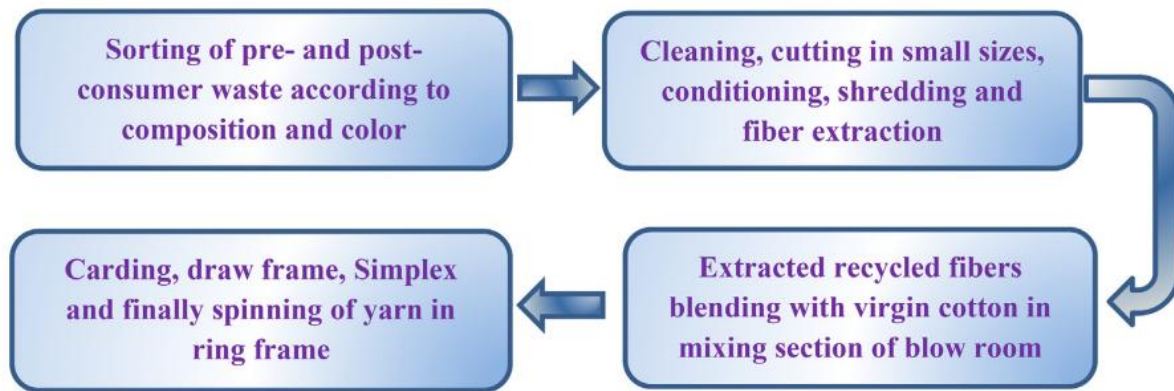 Sorting of pre- and post-
consumer waste according to
composition and color
Cleaning, cutting in small sizes,
conditioning, shredding and
fiber extraction
Extracted recycled fibers
blending with virgin cotton in
mixing section of blow room
Carding, draw frame, Simplex
and finally spinning of yarn in
ring frame